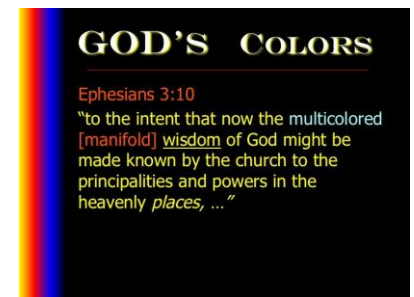 GOD'S COLORS
Ephesians 3:10
"to the intent that now the multicolored
[manifold] wisdom of God might be
made known by the church to the
principalities and powers in the
heavenly places, ..."